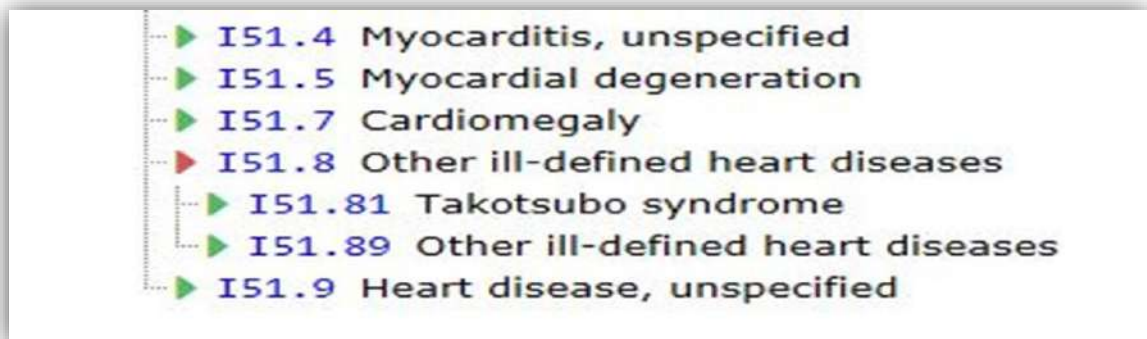 I51.4 Myocarditis, unspecified
I51.5 Myocardial degeneration
I51.7 Cardiomegaly
I51.8 Other ill-defined heart diseases
I51.81 Takotsubo syndrome
I51.89 Other ill-defined heart diseases
I51.9 Heart disease, unspecified